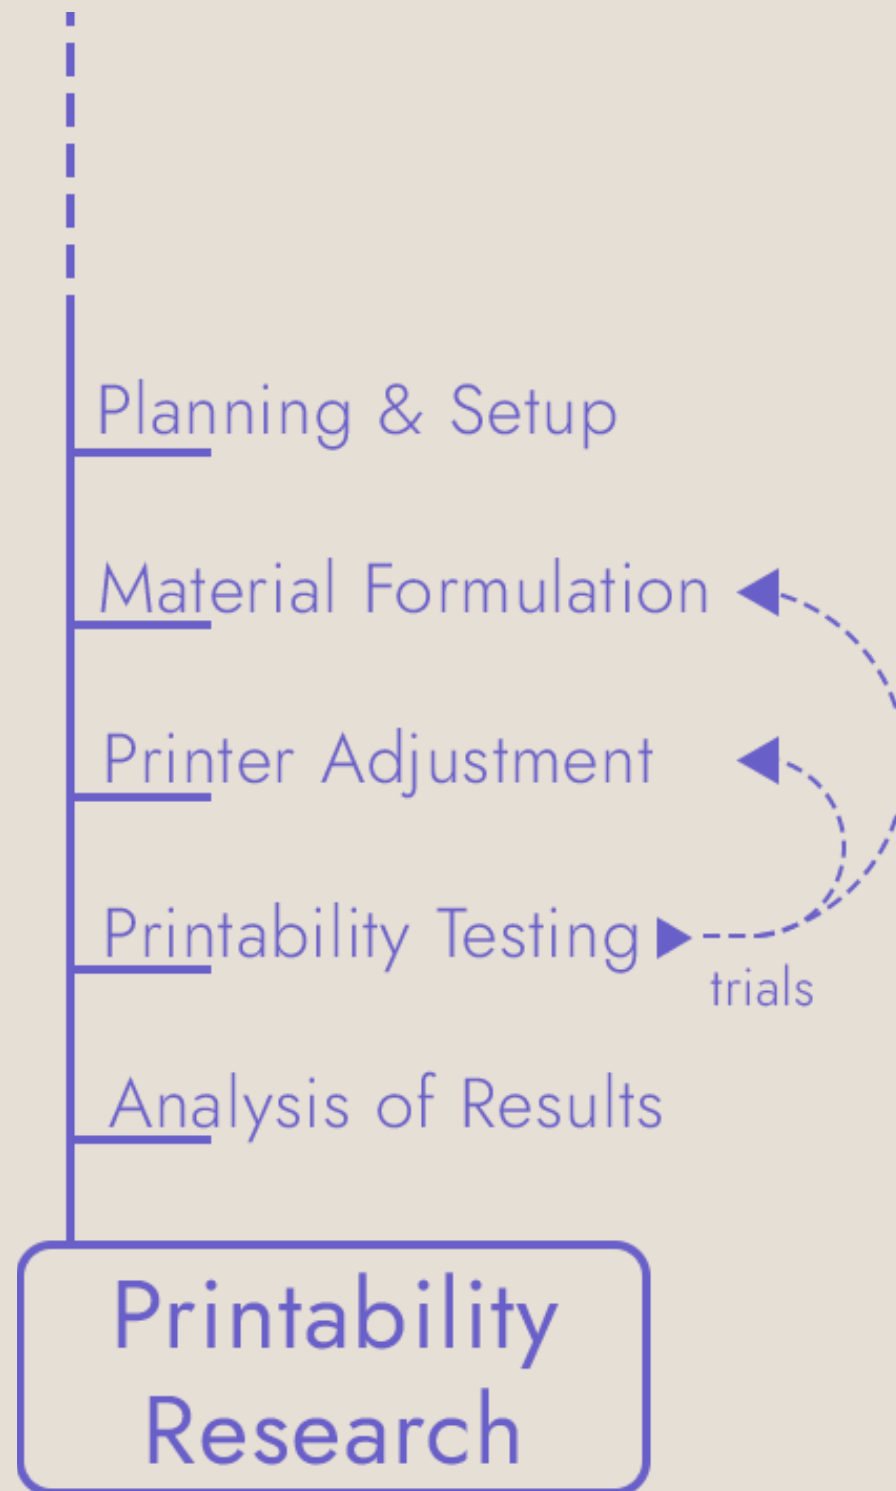 Planning & Setup
Material Formulation
Printer Adjustment
Printability Testing
trials
Analysis of Results
Printability
Research